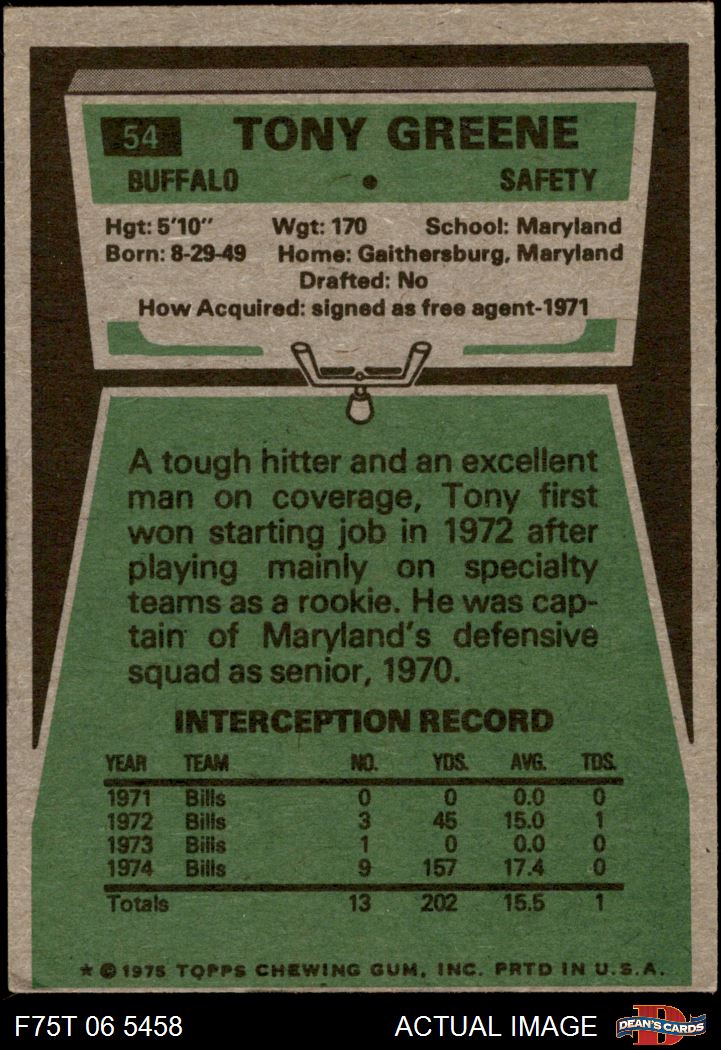 54 TONY GREENE
BUFFALO • SAFETY
Hgt: 5'10" Wgt: 170 School: Maryland
Born: 8-29-49 Home: Gaithersburg, Maryland
Drafted: No
How Acquired: signed as free agent-1971
A tough hitter and an excellent
man on coverage, Tony first
won starting job in 1972 after
playing mainly on specialty
teams as a rookie. He was cap-
tain of Maryland's defensive
squad as senior, 1970.
INTERCEPTION RECORD
YEAR TEAM NO. YDS. AVG. TDS.
1971 Bills 0 0 0.0 0
1972 Bills 3 45 15.0 1
1973 Bills 1 0 0.0 0
1974 Bills 9 157 17.4 0
Totals 13 202 15.5 1
★ © 1975 TOPPS CHEWING GUM, INC. PRTD IN U.S.A.
F75T 06 5458 ACTUAL IMAGE DEAN'S CARDS